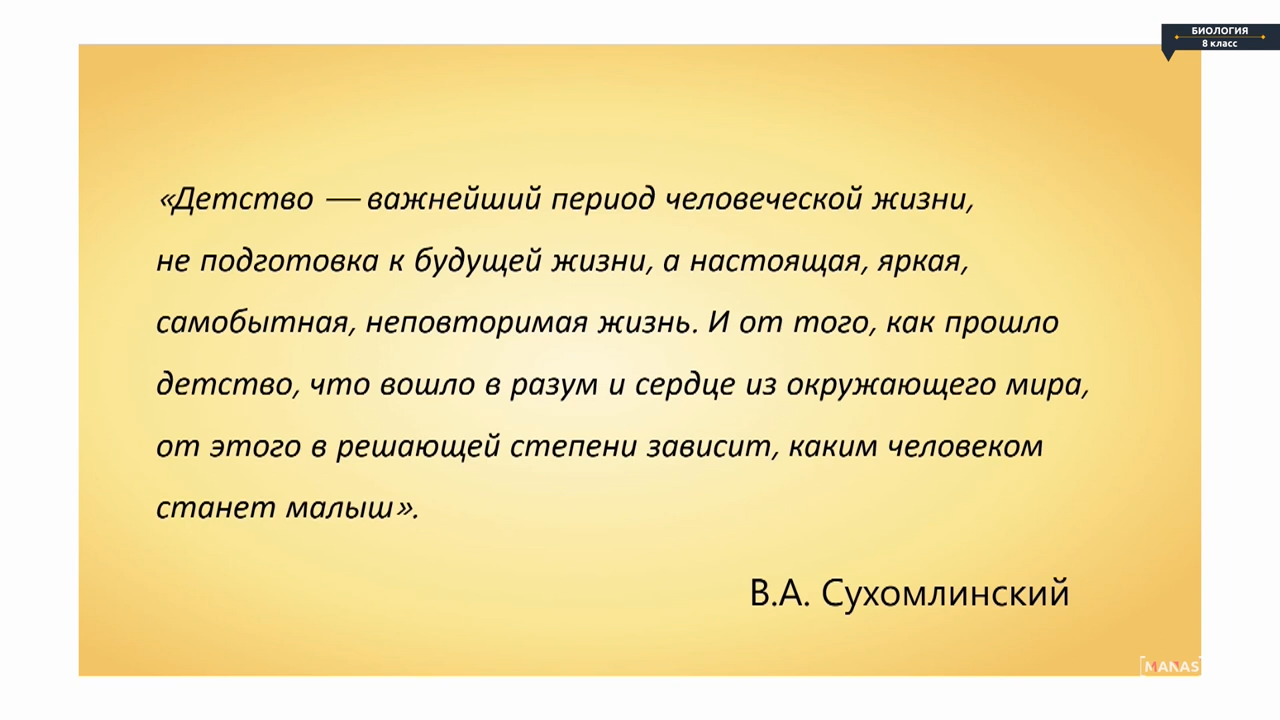 БИОЛОГИЯ
8 класс
«Детство — важнейший период человеческой жизни,
не подготовка к будущей жизни, а настоящая, яркая,
самобытная, неповторимая жизнь. И от того, как прошло
детство, что вошло в разум и сердце из окружающего мира,
от этого в решающей степени зависит, каким человеком
станет малыш».
В.А. Сухомлинский
MANAS